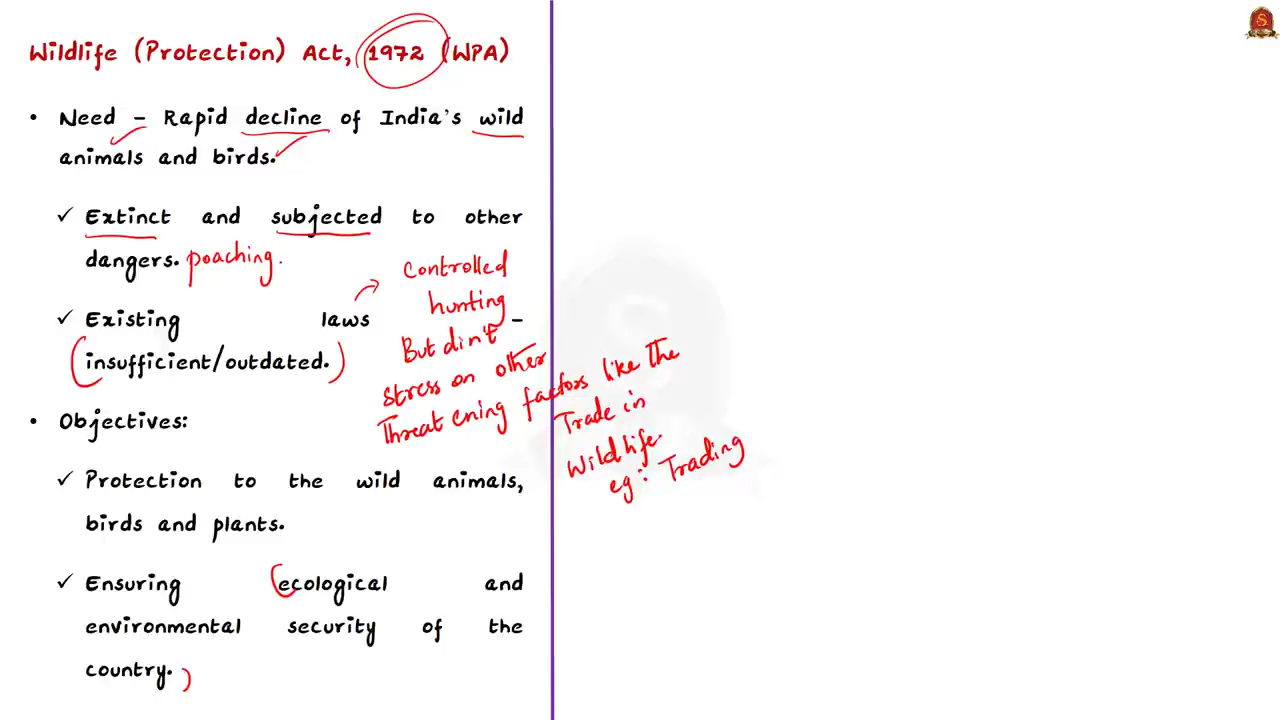 Wildlife (Protection) Act, 1972 (WPA)
• Need - Rapid decline of India's wild
animals and birds.
✓ Extinct and subjected to other
dangers. poaching.
✓ Existing laws -
insufficient/outdated.
controlled
hunting
But din't
stress on other
Threatening factors like the
Trade in
Wildlife
eg: Trading
• Objectives:
✓ Protection to the wild animals,
birds and plants.
✓ Ensuring ecological and
environmental security of the
country.